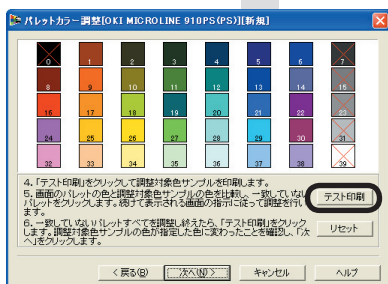 パレットカラー調整[OKI MICROLINE 910PS(PS)][新規]
0 1 2 3 4 5 6 7
8 9 10 11 12 13 14 15
16 17 18 19 20 21 22 23
24 25 26 27 28 29 30 31
32 33 34 35 36 37 38 39
4.「テスト印刷」をクリックして調整対象色サンプルを印刷します。
5. 画面のパレットの色と調整対象色サンプルの色を比較し、一致していない
パレットをクリックします。続けて表示される画面の指示に従って調整を行い
ます。
6. 一致していないパレットすべてを調整し終えたら、「テスト印刷」をクリック
します。調整対象色サンプルの色が指定した色に変わったことを確認し、「次
へ」をクリックします。
テスト印刷
リセット
< 戻る(B)
次へ(N) >
キャンセル
ヘルプ